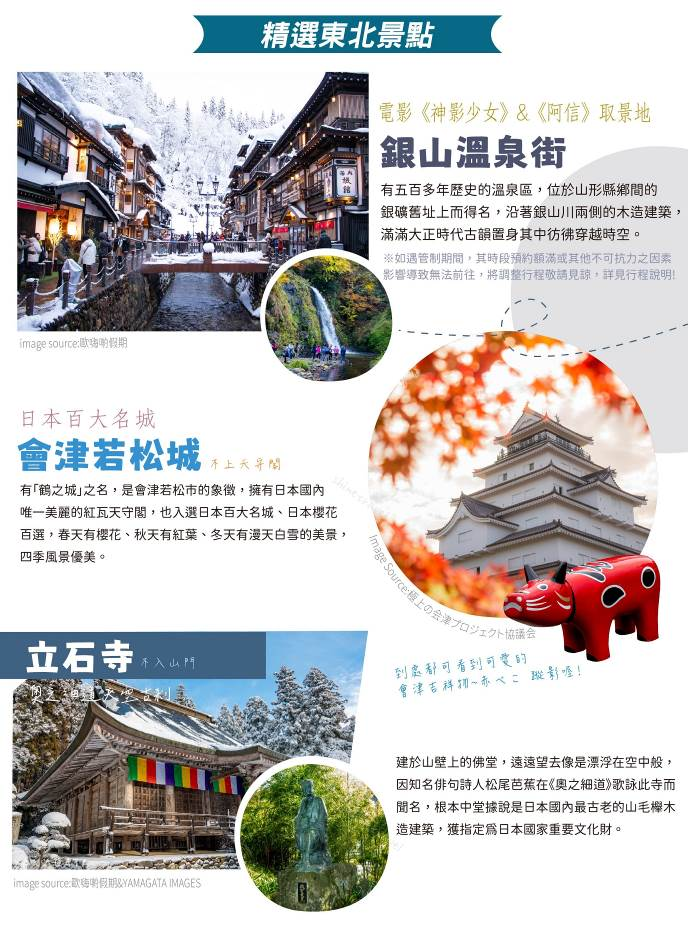 精選東北景點
電影《神影少女》&《阿信》取景地
銀山溫泉街
有五百多年歷史的溫泉區，位於山形縣鄉間的
銀礦舊址上而得名，沿著銀山川兩側的木造建築，
滿滿大正時代古韻置身其中彷彿穿越時空。
※如遇管制期間，其時段預約額滿或其他不可抗力之因素
影響導致無法前往，將調整行程敬請見諒，詳見行程說明!
image source:歐嗨喲假期
日本百大名城
會津若松城 不上天守閣
有「鶴之城」之名，是會津若松市的象徵，擁有日本國內
唯一美麗的紅瓦天守閣，也入選日本百大名城、日本櫻花
百選，春天有櫻花、秋天有紅葉、冬天有漫天白雪的美景，
四季風景優美。
Image Source:極上の会津プロジェクト協議会
到處都可看到可愛的
會津吉祥物~赤べこ 蹤影喔!
立石寺 不入山門
奧之細道天空古剎
建於山壁上的佛堂，遠遠望去像是漂浮在空中般，
因知名俳句詩人松尾芭蕉在《奧之細道》歌詠此寺而
聞名，根本中堂據說是日本國內最古老的山毛櫸木
造建築，獲指定為日本國家重要文化財。
image source:歐嗨喲假期&YAMAGATA IMAGES